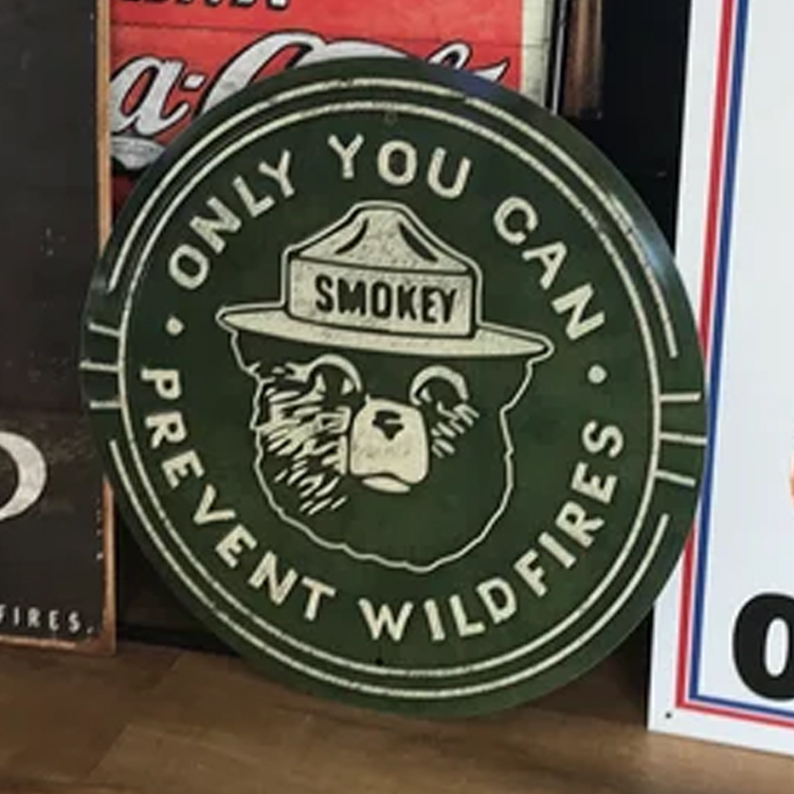 ONLY YOU CAN
SMOKEY
PREVENT WILDFIRES
FIRES.